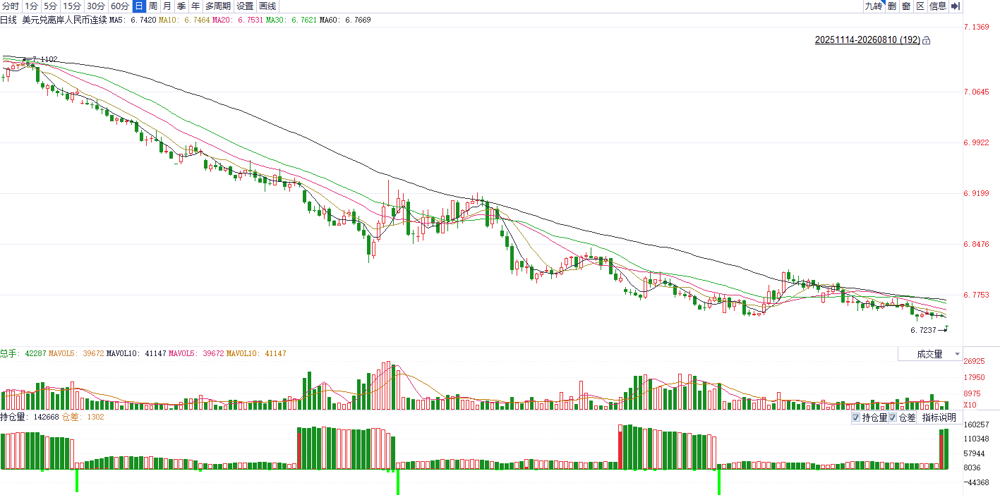 分时 1分 5分 15分 30分 60分 日 周 月 季 年 多周期 设置 画线 九转 删 窗 区 信息
日线 美元兑离岸人民币连续 MA5: 6.7420 MA10: 6.7464 MA20: 6.7531 MA30: 6.7621 MA60: 6.7669
7.1369
20251114-20260810 (192)
7.1102
7.0645
6.9922
6.9199
6.8476
6.7753
6.7237
总手: 42287 MAVOL5: 39672 MAVOL10: 41147 MAVOL5: 39672 MAVOL10: 41147
成交量
26925
17950
8975
X10
持仓量: 142668 仓差: 1302
持仓量 仓差 指标说明
160257
110348
57944
8036
-44368